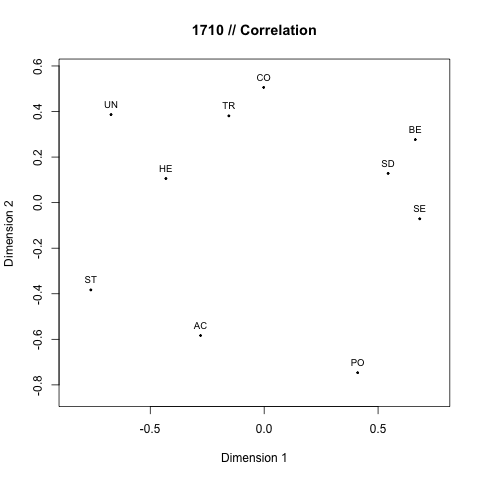 1710 // Correlation
CO
UN
TR
BE
HE
SD
SE
ST
AC
PO
0.6
0.4
0.2
0.0
-0.2
-0.4
-0.6
-0.8
Dimension 2
-0.5
0.0
0.5
Dimension 1